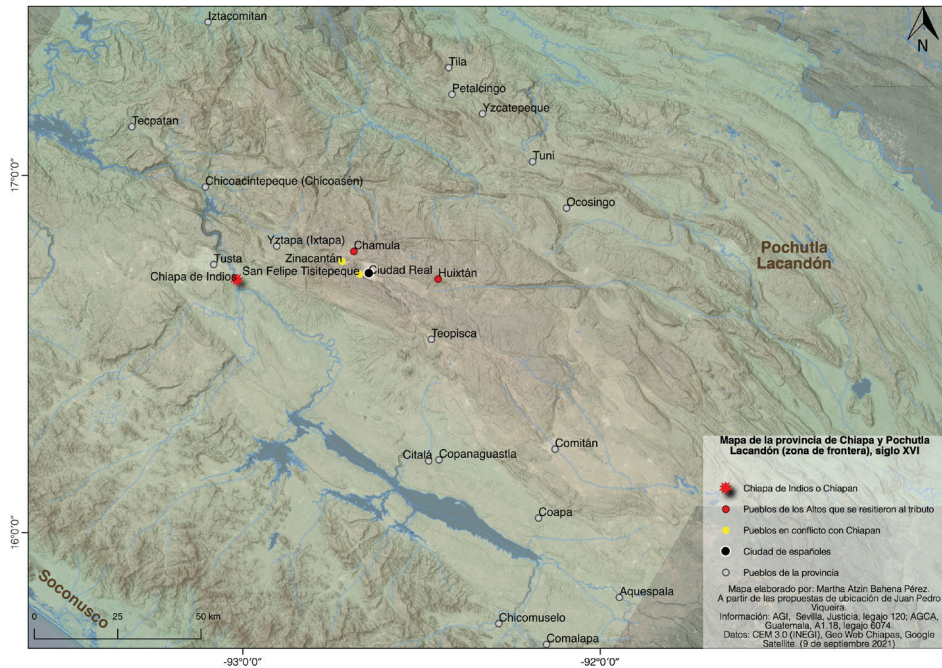 Iztacomitan
N
Tila
Petalcingo
Yzcatepeque
Tecpatan
Tuni
17°0'0"
Chicoacintepeque (Chicoasén)
Ocosingo
Yztapa (Ixtapa)
Chamula
Pochutla
Lacandón
Tusta
Zinacantán
Chiapa de Indios
San Felipe Tisitepeque
Ciudad Real
Huixtán
Teopisca
Comitán
Citalá
Copanaguastla
Coapa
16°0'0"
Aquespala
Soconusco
Chicomuselo
Comalapa
0 25 50 km
-93°0'0"
-92°0'0"
Mapa de la provincia de Chiapa y Pochutla
Lacandón (zona de frontera), siglo XVI
Chiapa de Indios o Chiapan
Pueblos de los Altos que se resitieron al tributo
Pueblos en conflicto con Chiapan
Ciudad de españoles
Pueblos de la provincia
Mapa elaborado por: Martha Atzin Bahena Pérez.
A partir de las propuestas de ubicación de Juan Pedro
Viqueira.
Información: AGI, Sevilla, Justicia, legajo 120; AGCA,
Guatemala, A1.18, legajo 6074.
Datos: CEM 3.0 (INEGI), Geo Web Chiapas, Google
Satellite. (9 de septiembre 2021)